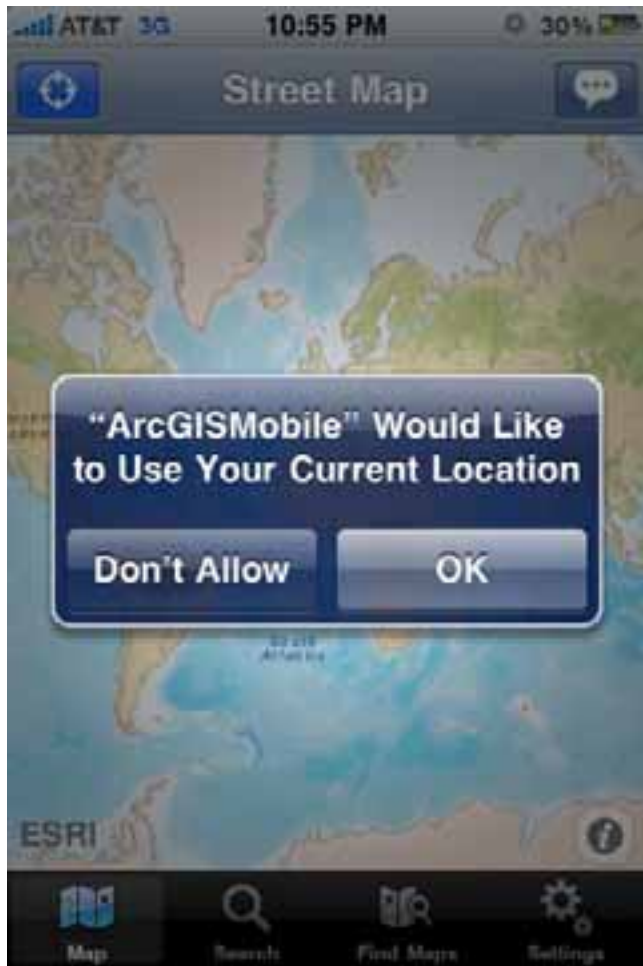 AT&T 3G 10:55 PM 30%
Street Map
“ArcGISMobile” Would Like
to Use Your Current Location
Don’t Allow OK
Atlantic
ESRI
Map Search Find Maps Settings